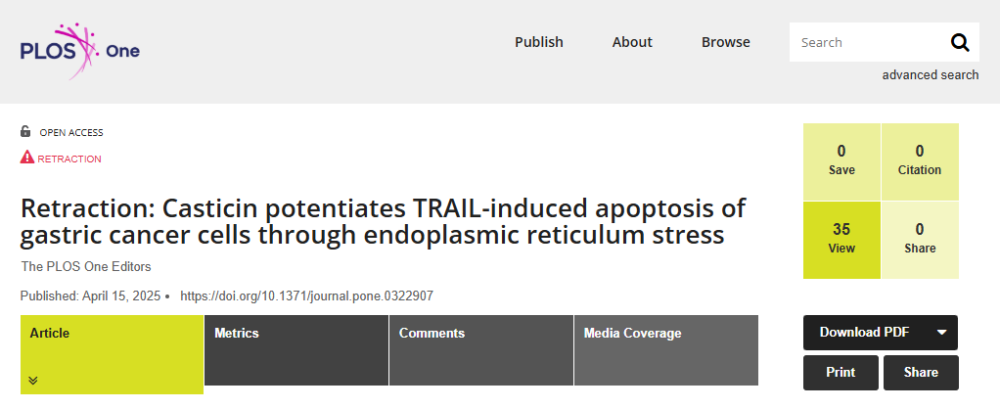 PLOS One
Publish
About
Browse
Search
advanced search
OPEN ACCESS
RETRACTION
Retraction: Casticin potentiates TRAIL-induced apoptosis of
gastric cancer cells through endoplasmic reticulum stress
The PLOS One Editors
Published: April 15, 2025 • https://doi.org/10.1371/journal.pone.0322907
0
Save
0
Citation
35
View
0
Share
Article
Metrics
Comments
Media Coverage
Download PDF
Print
Share